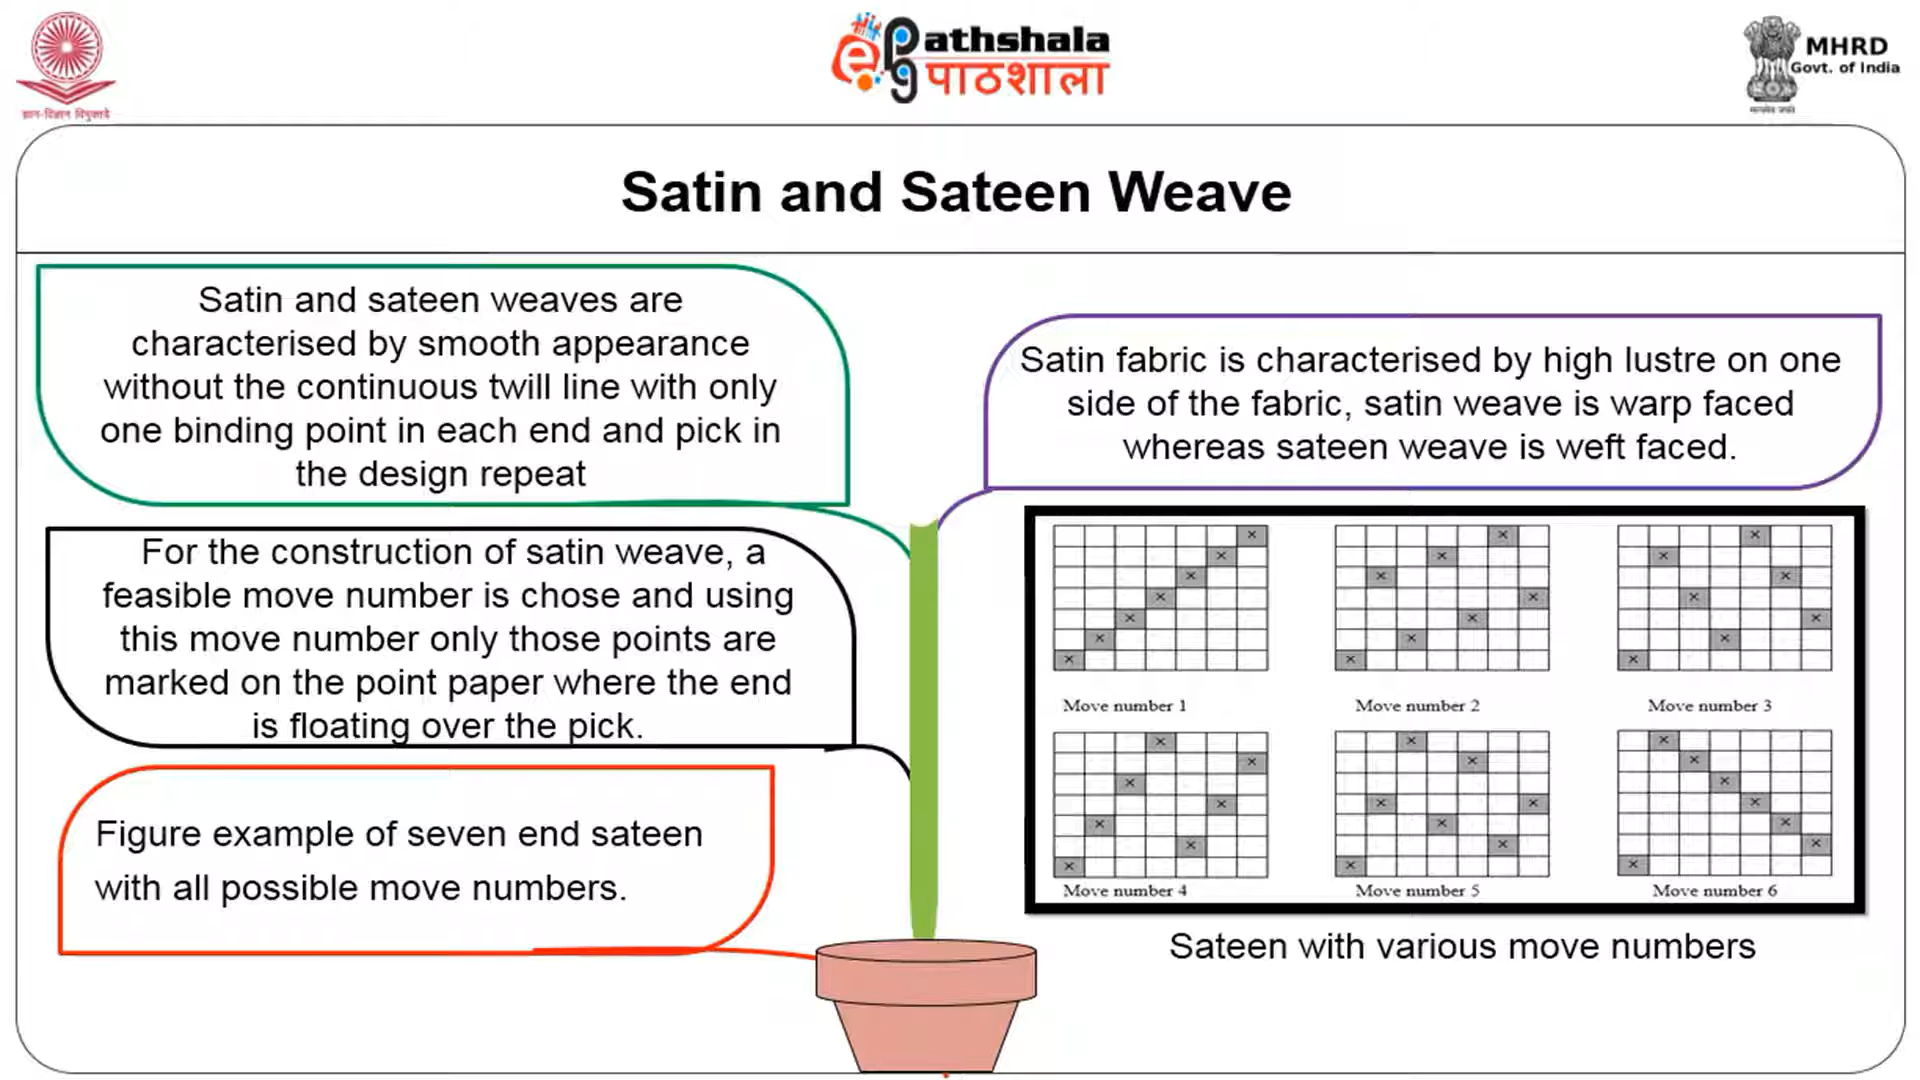 ज्ञान-विज्ञान विमुक्तये
ePG Pathshala
पाठशाला
MHRD
Govt. of India
सत्यमेव जयते
Satin and Sateen Weave
Satin and sateen weaves are
characterised by smooth appearance
without the continuous twill line with only
one binding point in each end and pick in
the design repeat
Satin fabric is characterised by high lustre on one
side of the fabric, satin weave is warp faced
whereas sateen weave is weft faced.
For the construction of satin weave, a
feasible move number is chose and using
this move number only those points are
marked on the point paper where the end
is floating over the pick.
Figure example of seven end sateen
with all possible move numbers.
Move number 1
Move number 2
Move number 3
Move number 4
Move number 5
Move number 6
Sateen with various move numbers